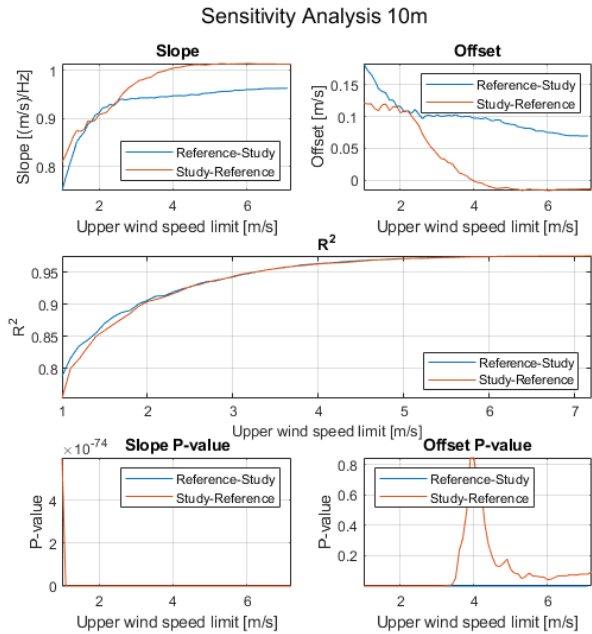 Sensitivity Analysis 10m
Slope
Slope [(m/s)/Hz]
1
0.9
0.8
Reference-Study
Study-Reference
2 4 6
Upper wind speed limit [m/s]
Offset
Offset [m/s]
0.15
0.1
0.05
0
Reference-Study
Study-Reference
2 4 6
Upper wind speed limit [m/s]
R²
R²
0.95
0.9
0.85
0.8
Reference-Study
Study-Reference
1 2 3 4 5 6 7
Upper wind speed limit [m/s]
Slope P-value
×10⁻⁷⁴
P-value
4
2
0
Reference-Study
Study-Reference
2 4 6
Upper wind speed limit [m/s]
Offset P-value
P-value
0.8
0.6
0.4
0.2
Reference-Study
Study-Reference
2 4 6
Upper wind speed limit [m/s]